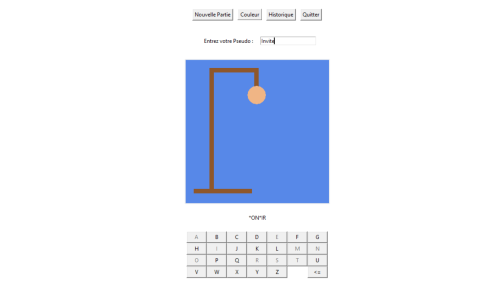 Nouvelle Partie Couleur Historique Quitter
Entrez votre Pseudo : Invité
*ON*IR
A B C D E F G
H I J K L M N
O P Q R S T U
V W X Y Z <=